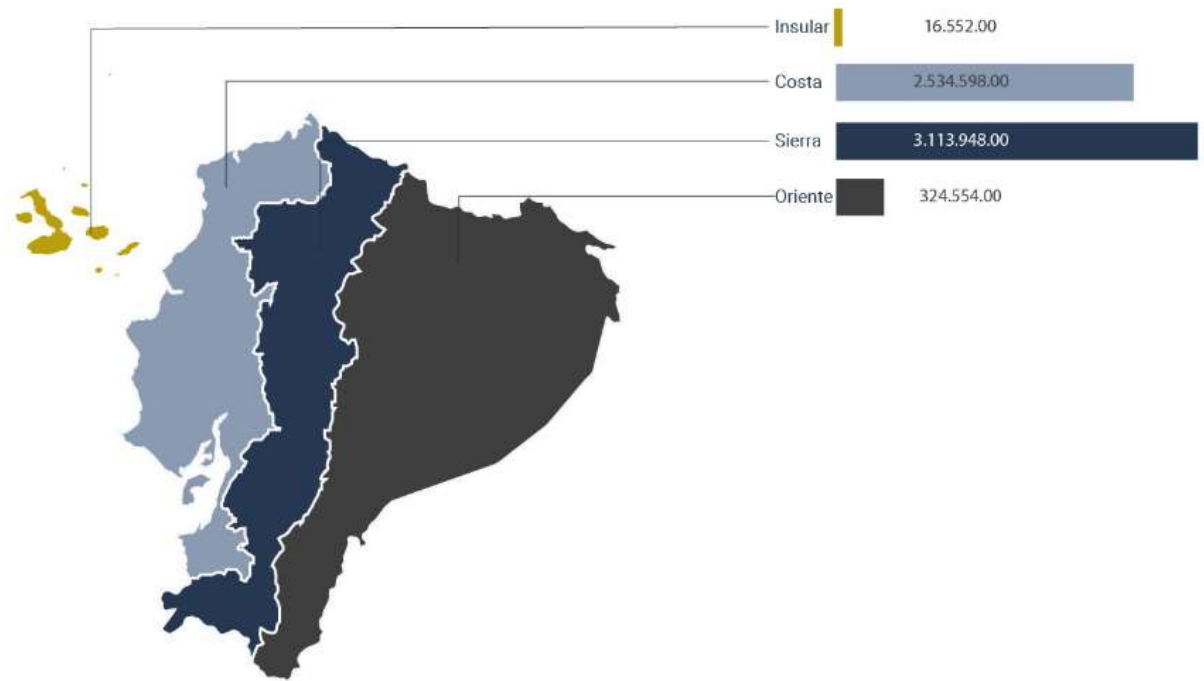 Insular 16.552.00
Costa 2.534.598.00
Sierra 3.113.948.00
Oriente 324.554.00